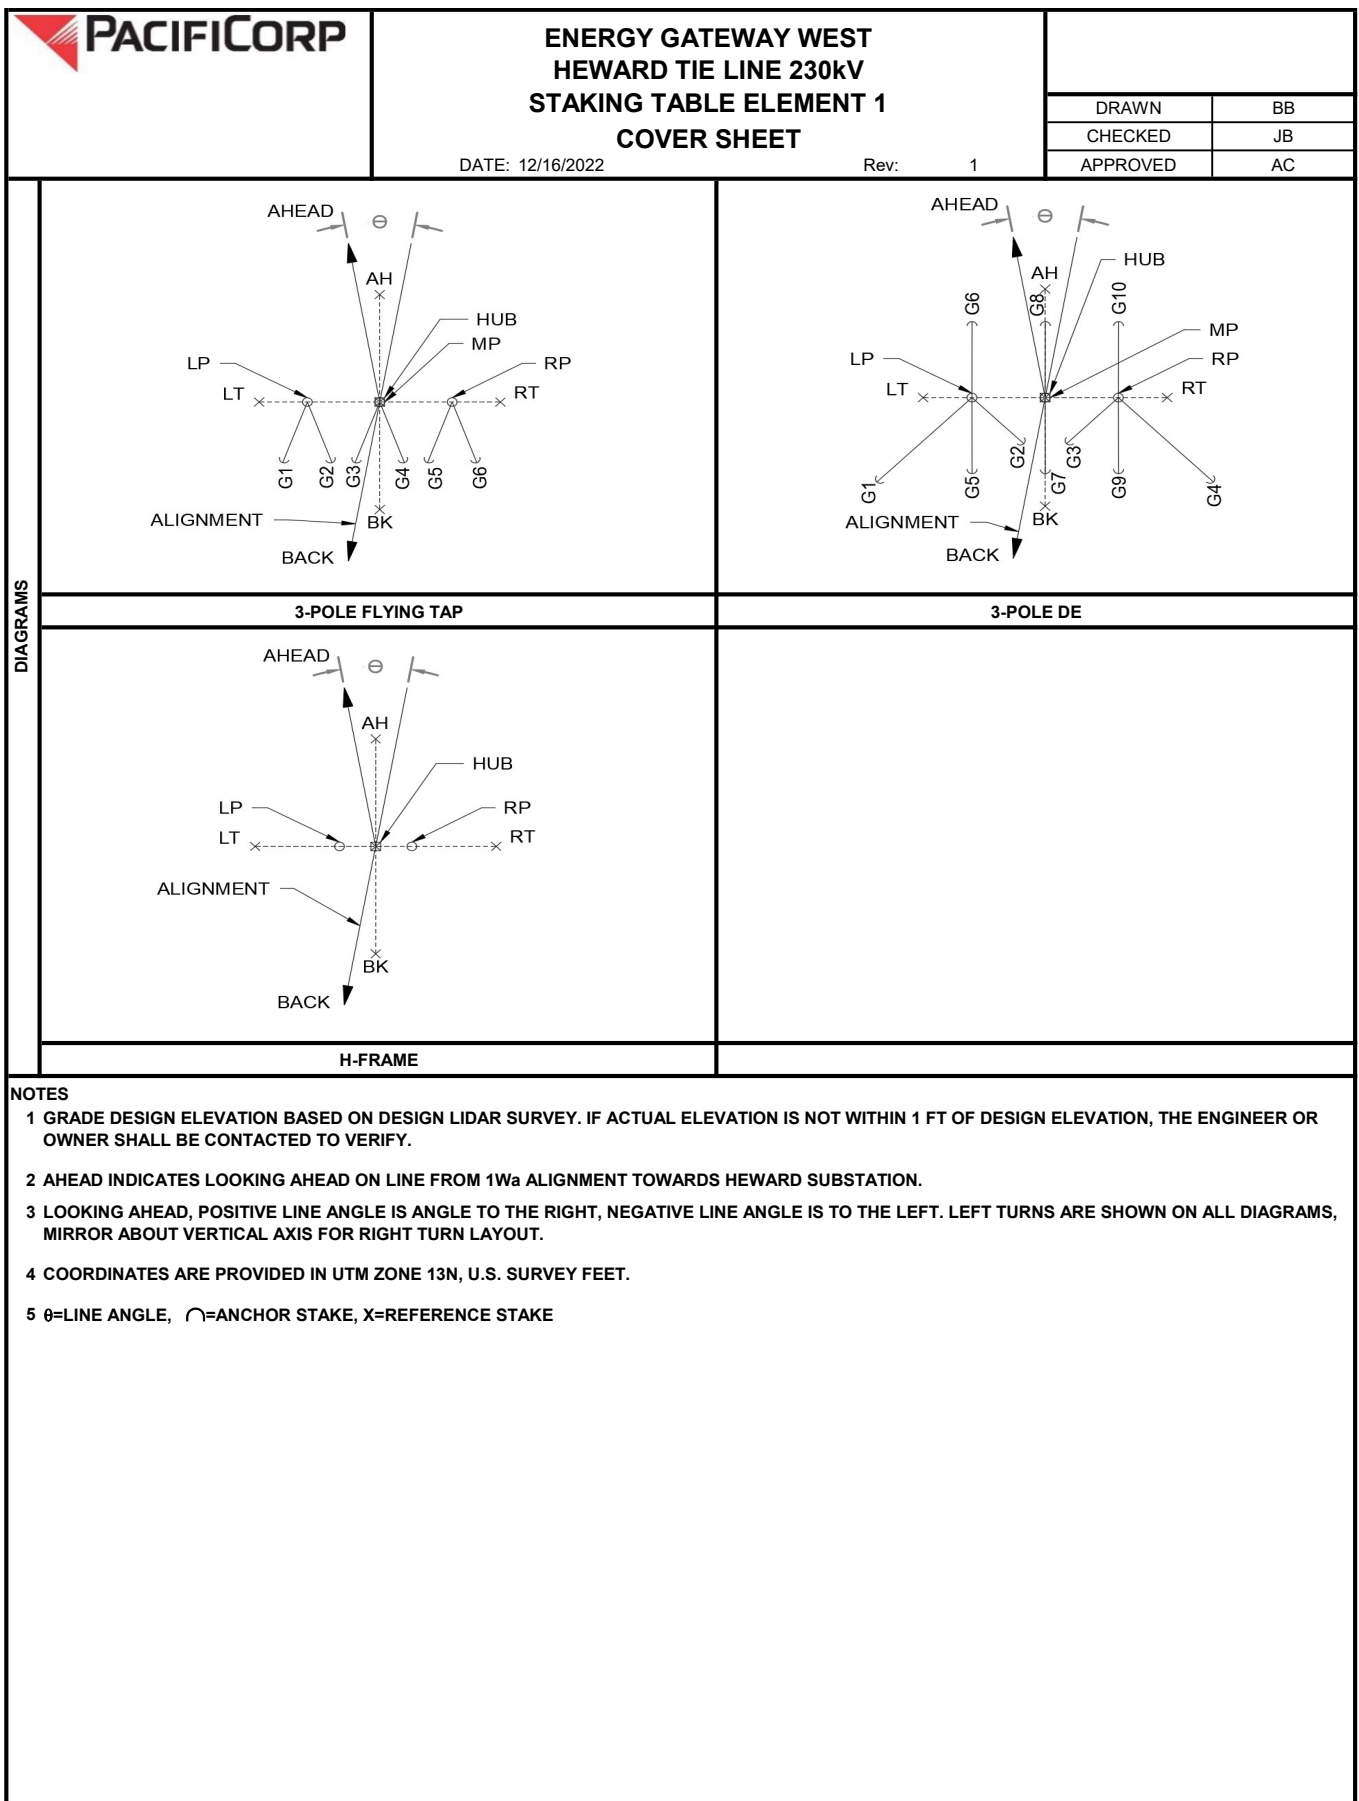 PACIFICORP
ENERGY GATEWAY WEST
HEWARD TIE LINE 230kV
STAKING TABLE ELEMENT 1
COVER SHEET
DATE: 12/16/2022 Rev: 1
DRAWN BB
CHECKED JB
APPROVED AC
DIAGRAMS
AHEAD
θ
AH
HUB
MP
LP
RP
LT
RT
G1
G2
G3
G4
G5
G6
ALIGNMENT
BK
BACK
3-POLE FLYING TAP
AHEAD
θ
HUB
AH
G6
G8
G10
MP
LP
RP
LT
RT
G1
G5
G2
G7
G3
G9
G4
ALIGNMENT
BK
BACK
3-POLE DE
AHEAD
θ
AH
HUB
LP
RP
LT
RT
ALIGNMENT
BK
BACK
H-FRAME
NOTES
1 GRADE DESIGN ELEVATION BASED ON DESIGN LIDAR SURVEY. IF ACTUAL ELEVATION IS NOT WITHIN 1 FT OF DESIGN ELEVATION, THE ENGINEER OR
OWNER SHALL BE CONTACTED TO VERIFY.
2 AHEAD INDICATES LOOKING AHEAD ON LINE FROM 1Wa ALIGNMENT TOWARDS HEWARD SUBSTATION.
3 LOOKING AHEAD, POSITIVE LINE ANGLE IS ANGLE TO THE RIGHT, NEGATIVE LINE ANGLE IS TO THE LEFT. LEFT TURNS ARE SHOWN ON ALL DIAGRAMS,
MIRROR ABOUT VERTICAL AXIS FOR RIGHT TURN LAYOUT.
4 COORDINATES ARE PROVIDED IN UTM ZONE 13N, U.S. SURVEY FEET.
5 θ=LINE ANGLE, ⌒=ANCHOR STAKE, X=REFERENCE STAKE